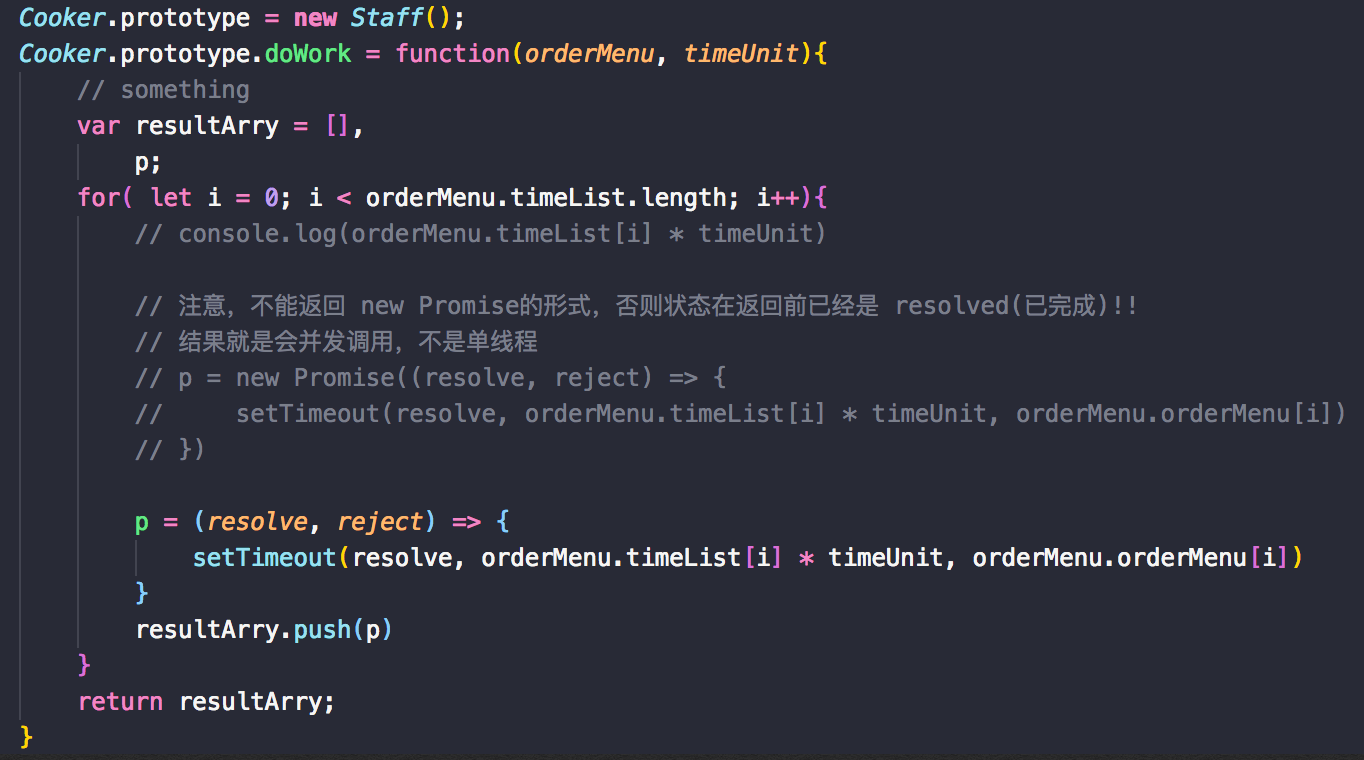 Cooker.prototype = new Staff();
Cooker.prototype.doWork = function(orderMenu, timeUnit){
    // something
    var resultArry = [],
        p;
    for( let i = 0; i < orderMenu.timeList.length; i++){
        // console.log(orderMenu.timeList[i] * timeUnit)
        // 注意，不能返回 new Promise的形式，否则状态在返回前已经是 resolved(已完成)!!
        // 结果就是会并发调用，不是单线程
        // p = new Promise((resolve, reject) => {
        //     setTimeout(resolve, orderMenu.timeList[i] * timeUnit, orderMenu.orderMenu[i])
        // })
        p = (resolve, reject) => {
            setTimeout(resolve, orderMenu.timeList[i] * timeUnit, orderMenu.orderMenu[i])
        }
        resultArry.push(p)
    }
    return resultArry;
}